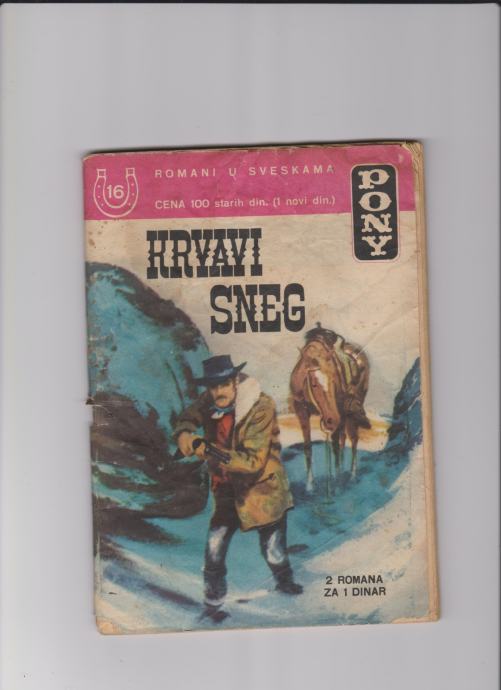 16
ROMANI U SVESKAMA
CENA 100 starih din. (1 novi din.)
PONY
KRVAVI
SNEG
2 ROMANA
ZA 1 DINAR